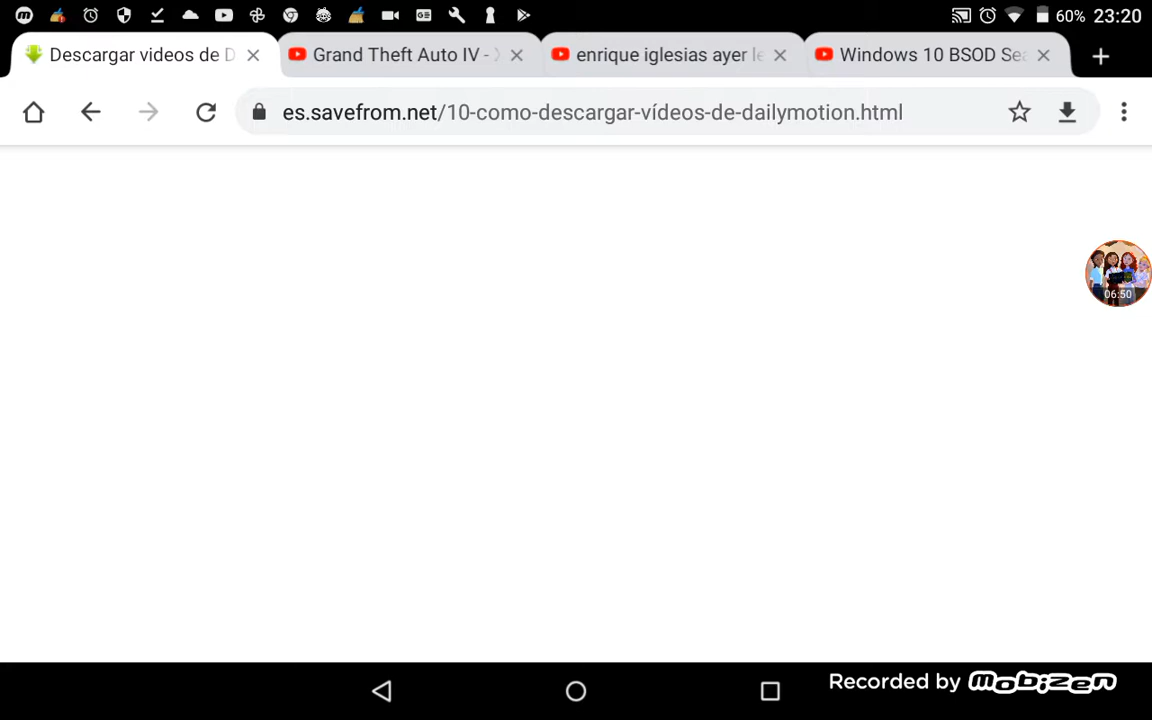 60% 23:20
Descargar videos de D
Grand Theft Auto IV - X
enrique iglesias ayer le
Windows 10 BSOD Sea
es.savefrom.net/10-como-descargar-vídeos-de-dailymotion.html
06:50
Recorded by mobizen